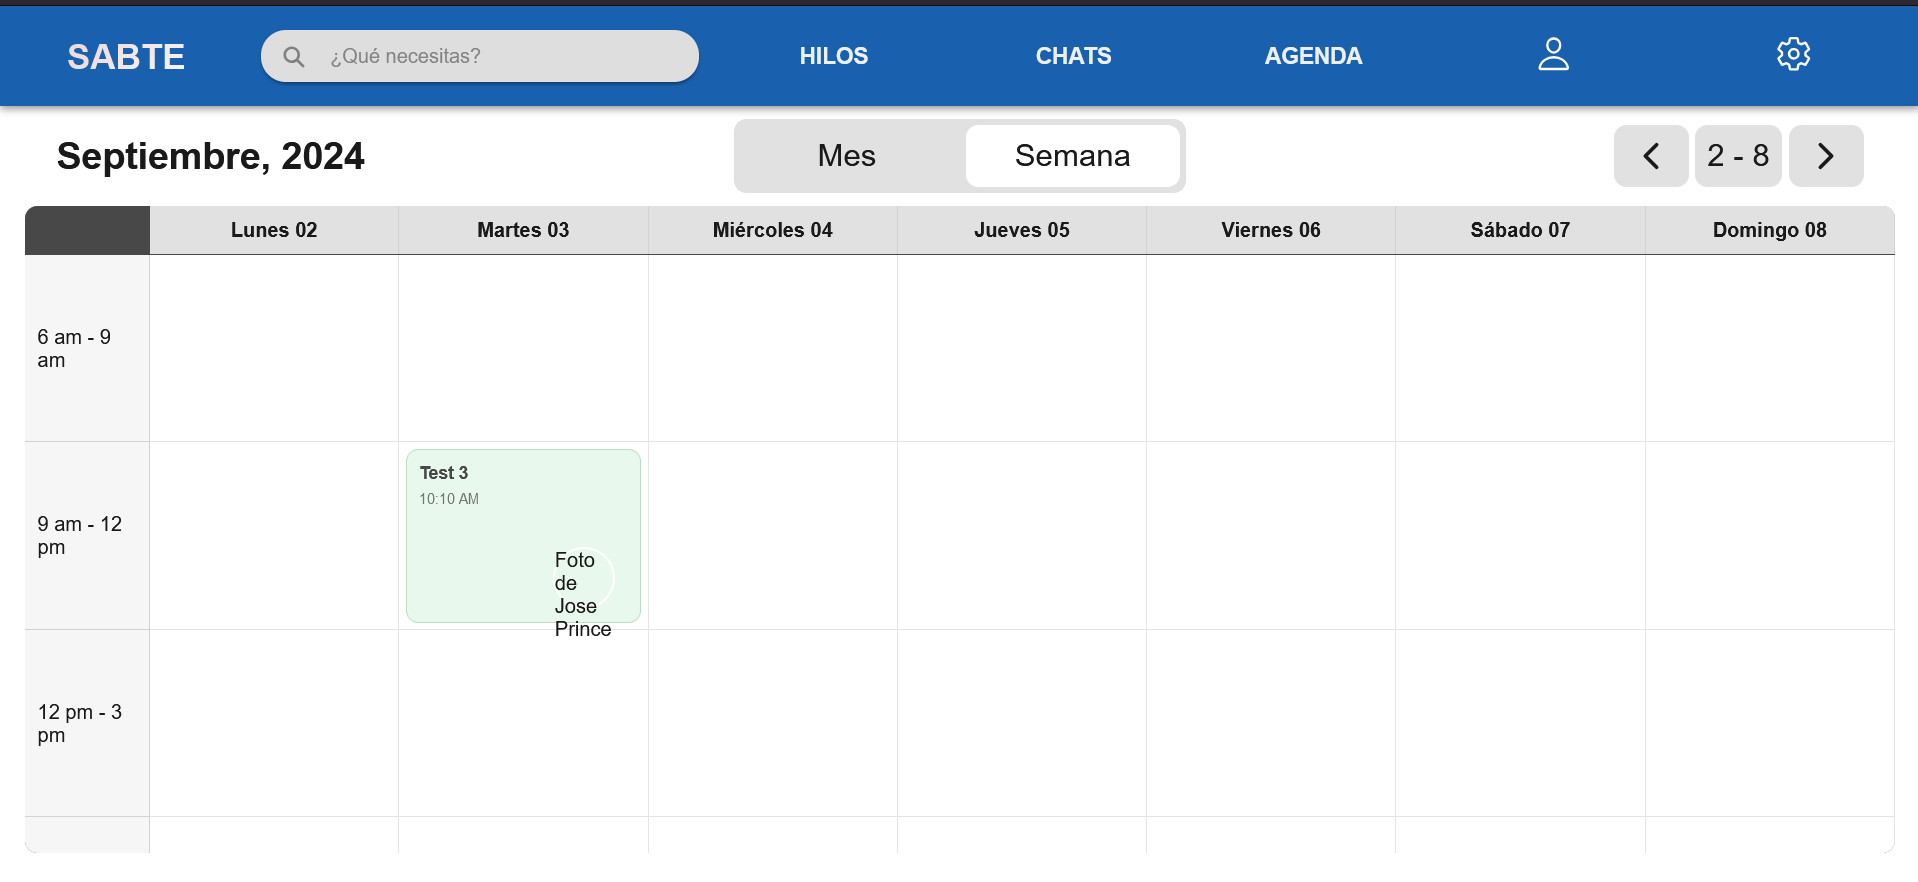 SABTE
¿Qué necesitas?
HILOS
CHATS
AGENDA
Septiembre, 2024
Mes
Semana
2 - 8
Lunes 02
Martes 03
Miércoles 04
Jueves 05
Viernes 06
Sábado 07
Domingo 08
6 am - 9
am
9 am - 12
pm
Test 3
10:10 AM
Foto
de
Jose
Prince
12 pm - 3
pm